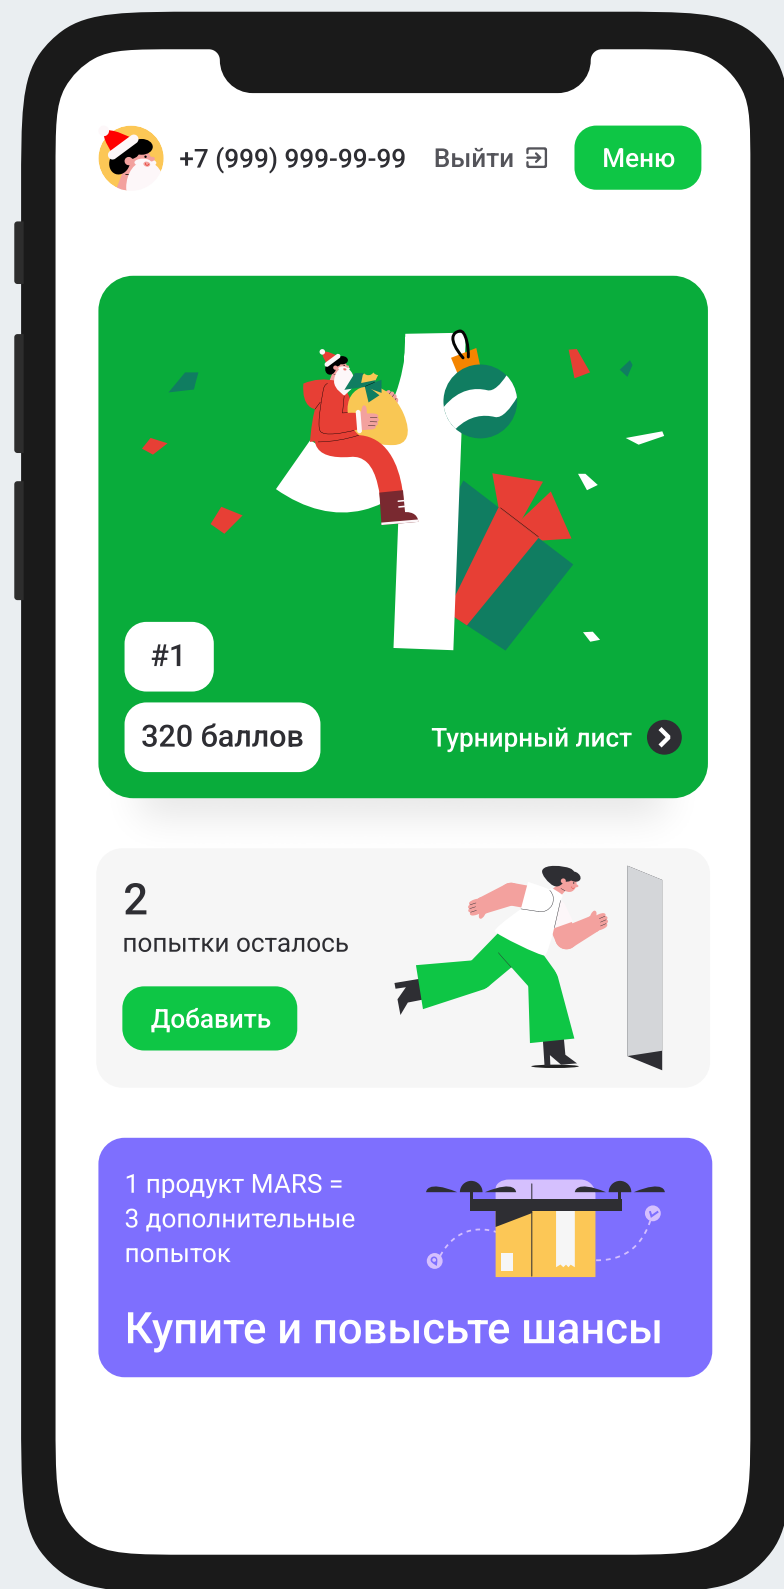 +7 (999) 999-99-99 Выйти Меню
#1
320 баллов
Турнирный лист
2
попытки осталось
Добавить
1 продукт MARS =
3 дополнительные
попыток
Купите и повысьте шансы